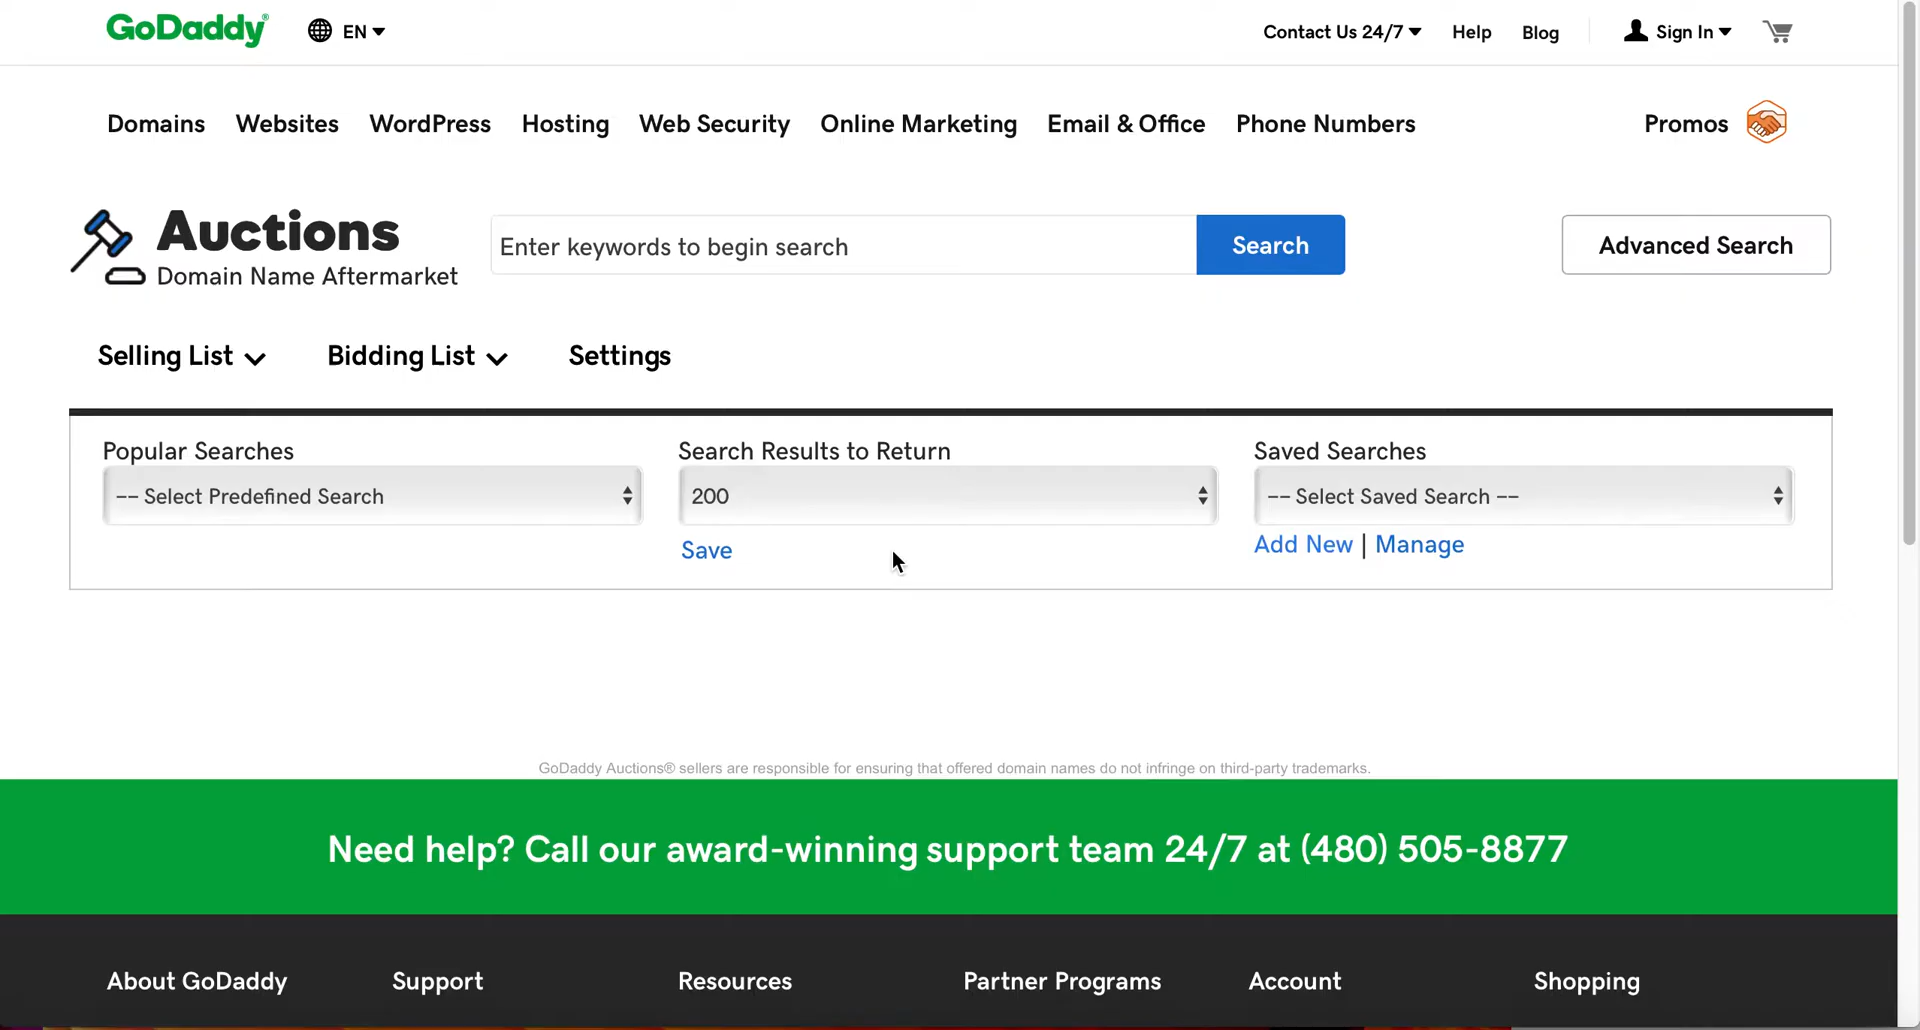 GoDaddy® EN Contact Us 24/7 Help Blog Sign In
Domains Websites WordPress Hosting Web Security Online Marketing Email & Office Phone Numbers Promos
Auctions
Domain Name Aftermarket
Enter keywords to begin search Search Advanced Search
Selling List Bidding List Settings
Popular Searches Search Results to Return Saved Searches
-- Select Predefined Search 200 -- Select Saved Search --
Save Add New | Manage
GoDaddy Auctions® sellers are responsible for ensuring that offered domain names do not infringe on third-party trademarks.
Need help? Call our award-winning support team 24/7 at (480) 505-8877
About GoDaddy Support Resources Partner Programs Account Shopping